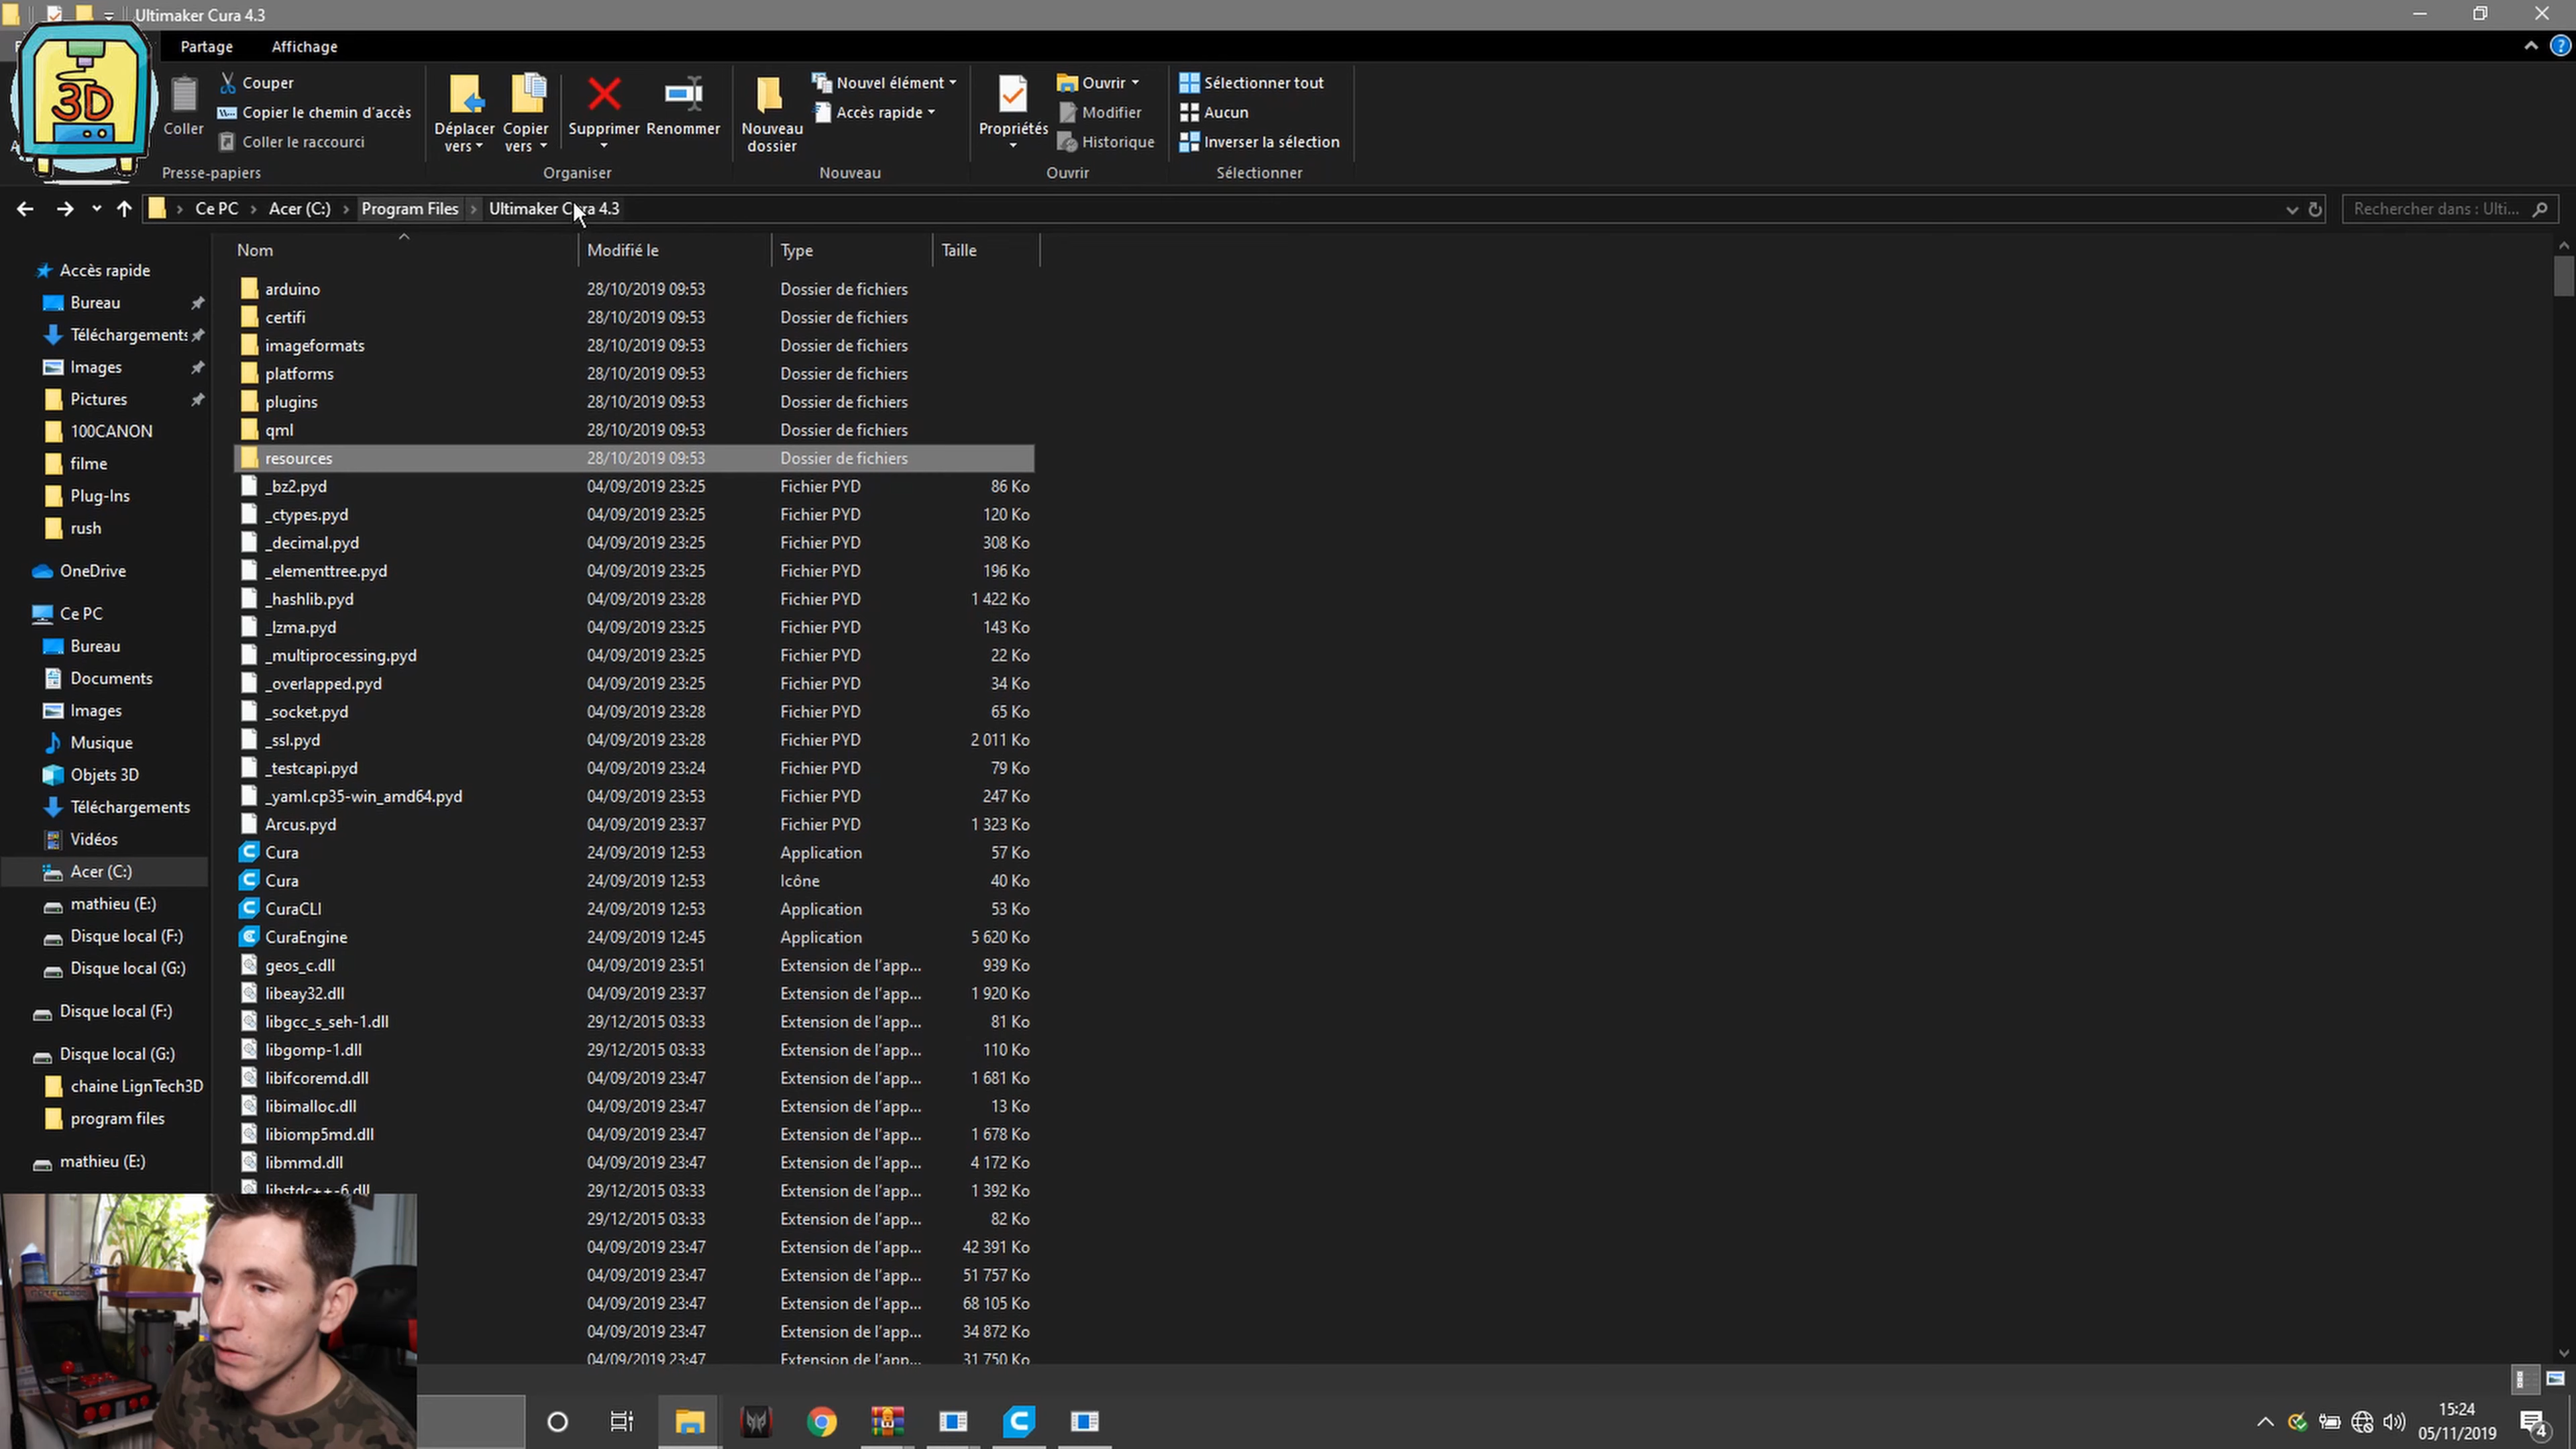 Ultimaker Cura 4.3
Partage Affichage
3D
Coller
Couper
Copier le chemin d'accès
Coller le raccourci
Presse-papiers
Déplacer vers
Copier vers
Supprimer
Renommer
Organiser
Nouveau dossier
Nouvel élément
Accès rapide
Nouveau
Propriétés
Ouvrir
Modifier
Historique
Ouvrir
Sélectionner tout
Aucun
Inverser la sélection
Sélectionner
Ce PC > Acer (C:) > Program Files > Ultimaker Cura 4.3
Rechercher dans : Ulti...
Accès rapide
Bureau
Téléchargements
Images
Pictures
100CANON
filme
Plug-Ins
rush
OneDrive
Ce PC
Bureau
Documents
Images
Musique
Objets 3D
Téléchargements
Vidéos
Acer (C:)
mathieu (E:)
Disque local (F:)
Disque local (G:)
Disque local (F:)
Disque local (G:)
chaine LignTech3D
program files
mathieu (E:)
Nom Modifié le Type Taille
arduino 28/10/2019 09:53 Dossier de fichiers
certifi 28/10/2019 09:53 Dossier de fichiers
imageformats 28/10/2019 09:53 Dossier de fichiers
platforms 28/10/2019 09:53 Dossier de fichiers
plugins 28/10/2019 09:53 Dossier de fichiers
qml 28/10/2019 09:53 Dossier de fichiers
resources 28/10/2019 09:53 Dossier de fichiers
_bz2.pyd 04/09/2019 23:25 Fichier PYD 86 Ko
_ctypes.pyd 04/09/2019 23:25 Fichier PYD 120 Ko
_decimal.pyd 04/09/2019 23:25 Fichier PYD 308 Ko
_elementtree.pyd 04/09/2019 23:25 Fichier PYD 196 Ko
_hashlib.pyd 04/09/2019 23:28 Fichier PYD 1 422 Ko
_lzma.pyd 04/09/2019 23:25 Fichier PYD 143 Ko
_multiprocessing.pyd 04/09/2019 23:25 Fichier PYD 22 Ko
_overlapped.pyd 04/09/2019 23:25 Fichier PYD 34 Ko
_socket.pyd 04/09/2019 23:28 Fichier PYD 65 Ko
_ssl.pyd 04/09/2019 23:28 Fichier PYD 2 011 Ko
_testcapi.pyd 04/09/2019 23:24 Fichier PYD 79 Ko
_yaml.cp35-win_amd64.pyd 04/09/2019 23:53 Fichier PYD 247 Ko
Arcus.pyd 04/09/2019 23:37 Fichier PYD 1 323 Ko
Cura 24/09/2019 12:53 Application 57 Ko
Cura 24/09/2019 12:53 Icône 40 Ko
CuraCLI 24/09/2019 12:53 Application 53 Ko
CuraEngine 24/09/2019 12:45 Application 5 620 Ko
geos_c.dll 04/09/2019 23:51 Extension de l'app... 939 Ko
libeay32.dll 04/09/2019 23:37 Extension de l'app... 1 920 Ko
libgcc_s_seh-1.dll 29/12/2015 03:33 Extension de l'app... 81 Ko
libgomp-1.dll 29/12/2015 03:33 Extension de l'app... 110 Ko
libifcoremd.dll 04/09/2019 23:47 Extension de l'app... 1 681 Ko
libimalloc.dll 04/09/2019 23:47 Extension de l'app... 13 Ko
libiomp5md.dll 04/09/2019 23:47 Extension de l'app... 1 678 Ko
libmmd.dll 04/09/2019 23:47 Extension de l'app... 4 172 Ko
libstdc++-6.dll 29/12/2015 03:33 Extension de l'app... 1 392 Ko
29/12/2015 03:33 Extension de l'app... 82 Ko
04/09/2019 23:47 Extension de l'app... 42 391 Ko
04/09/2019 23:47 Extension de l'app... 51 757 Ko
04/09/2019 23:47 Extension de l'app... 68 105 Ko
04/09/2019 23:47 Extension de l'app... 34 872 Ko
04/09/2019 23:47 Extension de l'app... 31 750 Ko
15:24
05/11/2019
4